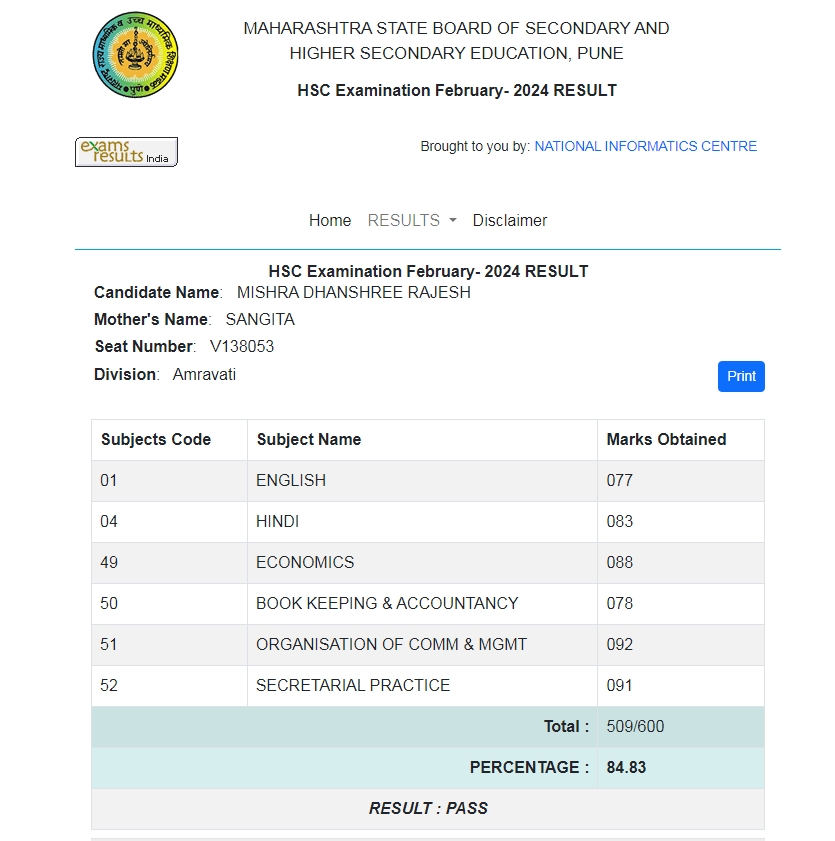 MAHARASHTRA STATE BOARD OF SECONDARY AND
HIGHER SECONDARY EDUCATION, PUNE
HSC Examination February- 2024 RESULT
exams results India
Brought to you by: NATIONAL INFORMATICS CENTRE
Home RESULTS Disclaimer
HSC Examination February- 2024 RESULT
Candidate Name: MISHRA DHANSHREE RAJESH
Mother's Name: SANGITA
Seat Number: V138053
Division: Amravati
Print
Subjects Code Subject Name Marks Obtained
01 ENGLISH 077
04 HINDI 083
49 ECONOMICS 088
50 BOOK KEEPING & ACCOUNTANCY 078
51 ORGANISATION OF COMM & MGMT 092
52 SECRETARIAL PRACTICE 091
Total : 509/600
PERCENTAGE : 84.83
RESULT : PASS